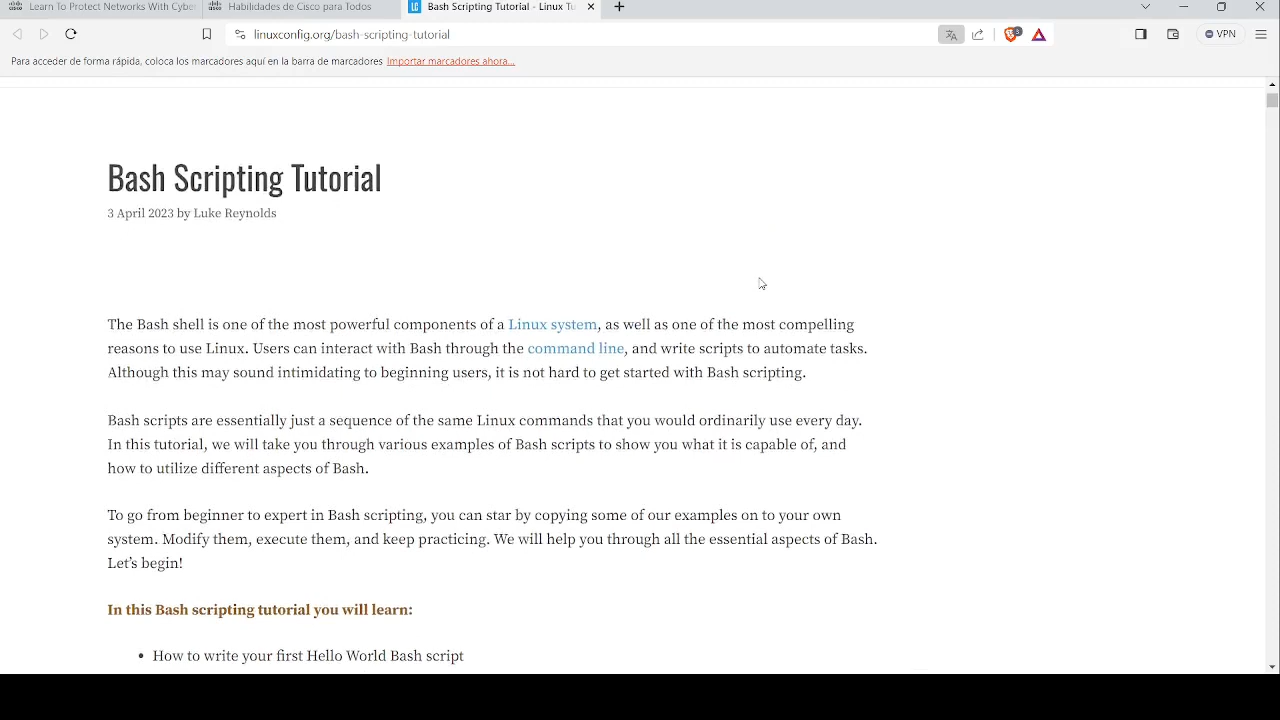 Learn To Protect Networks With Cyber
Habilidades de Cisco para Todos
Bash Scripting Tutorial - Linux Tu
linuxconfig.org/bash-scripting-tutorial
3
VPN
Para acceder de forma rápida, coloca los marcadores aquí en la barra de marcadores Importar marcadores ahora...
Bash Scripting Tutorial
3 April 2023 by Luke Reynolds
The Bash shell is one of the most powerful components of a Linux system, as well as one of the most compelling
reasons to use Linux. Users can interact with Bash through the command line, and write scripts to automate tasks.
Although this may sound intimidating to beginning users, it is not hard to get started with Bash scripting.
Bash scripts are essentially just a sequence of the same Linux commands that you would ordinarily use every day.
In this tutorial, we will take you through various examples of Bash scripts to show you what it is capable of, and
how to utilize different aspects of Bash.
To go from beginner to expert in Bash scripting, you can star by copying some of our examples on to your own
system. Modify them, execute them, and keep practicing. We will help you through all the essential aspects of Bash.
Let's begin!
In this Bash scripting tutorial you will learn:
• How to write your first Hello World Bash script